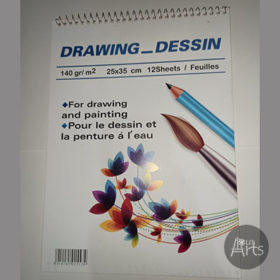 DRAWING_DESSIN
140 gr/m2 25x35 cm 12Sheets / Feuilles
◆For drawing
and painting
◆Pour le dessin et
la penture á l'eau
Arts